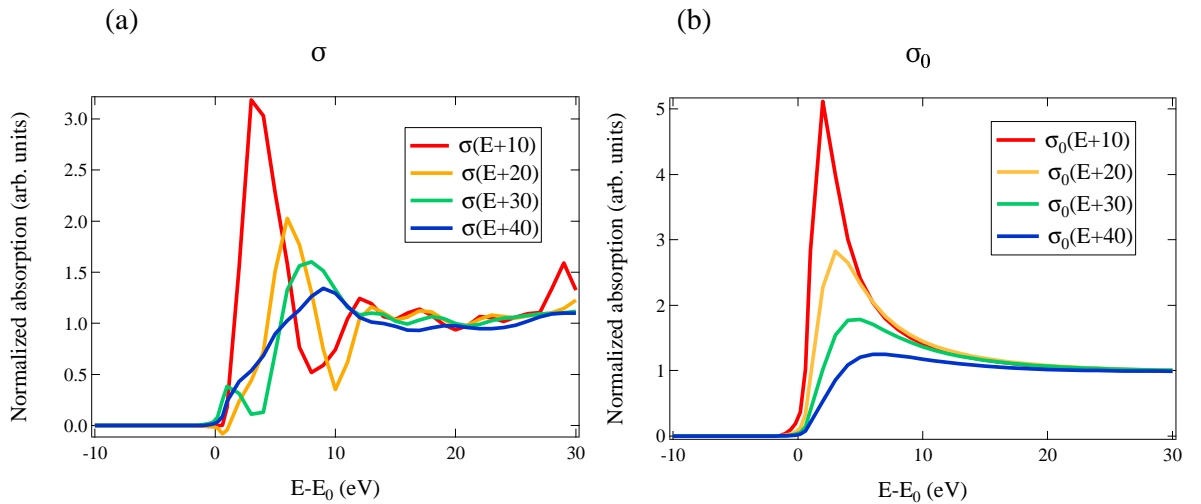 (a)
σ
Normalized absorption (arb. units)
3.0
2.5
2.0
1.5
1.0
0.5
0.0
σ(E+10)
σ(E+20)
σ(E+30)
σ(E+40)
-10
0
10
20
30
E-E₀ (eV)
(b)
σ₀
Normalized absorption (arb. units)
5
4
3
2
1
0
σ₀(E+10)
σ₀(E+20)
σ₀(E+30)
σ₀(E+40)
-10
0
10
20
30
E-E₀ (eV)